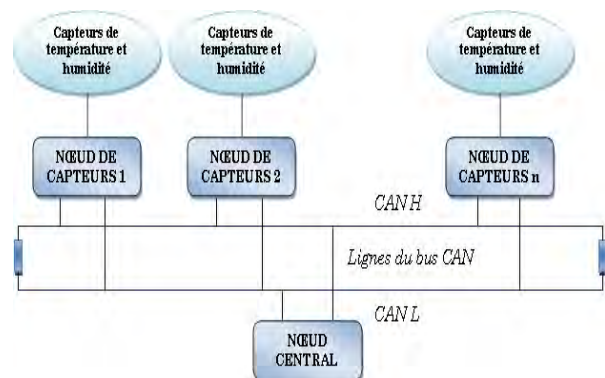 Capteurs de
température et
humidité
Capteurs de
température et
humidité
Capteurs de
température et
humidité
NŒUD DE
CAPTEURS 1
NŒUD DE
CAPTEURS 2
NŒUD DE
CAPTEURS n
CAN H
Lignes du bus CAN
CAN L
NŒUD
CENTRAL